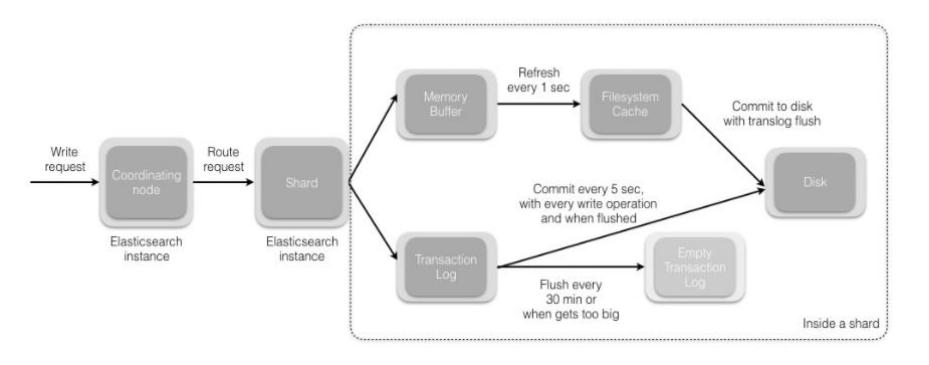 Write
request
Coordinating
node
Elasticsearch
instance
Route
request
Shard
Elasticsearch
instance
Memory
Buffer
Refresh
every 1 sec
Filesystem
Cache
Commit to disk
with translog flush
Disk
Commit every 5 sec,
with every write operation
and when flushed
Transaction
Log
Flush every
30 min or
when gets too big
Empty
Transaction
Log
Inside a shard